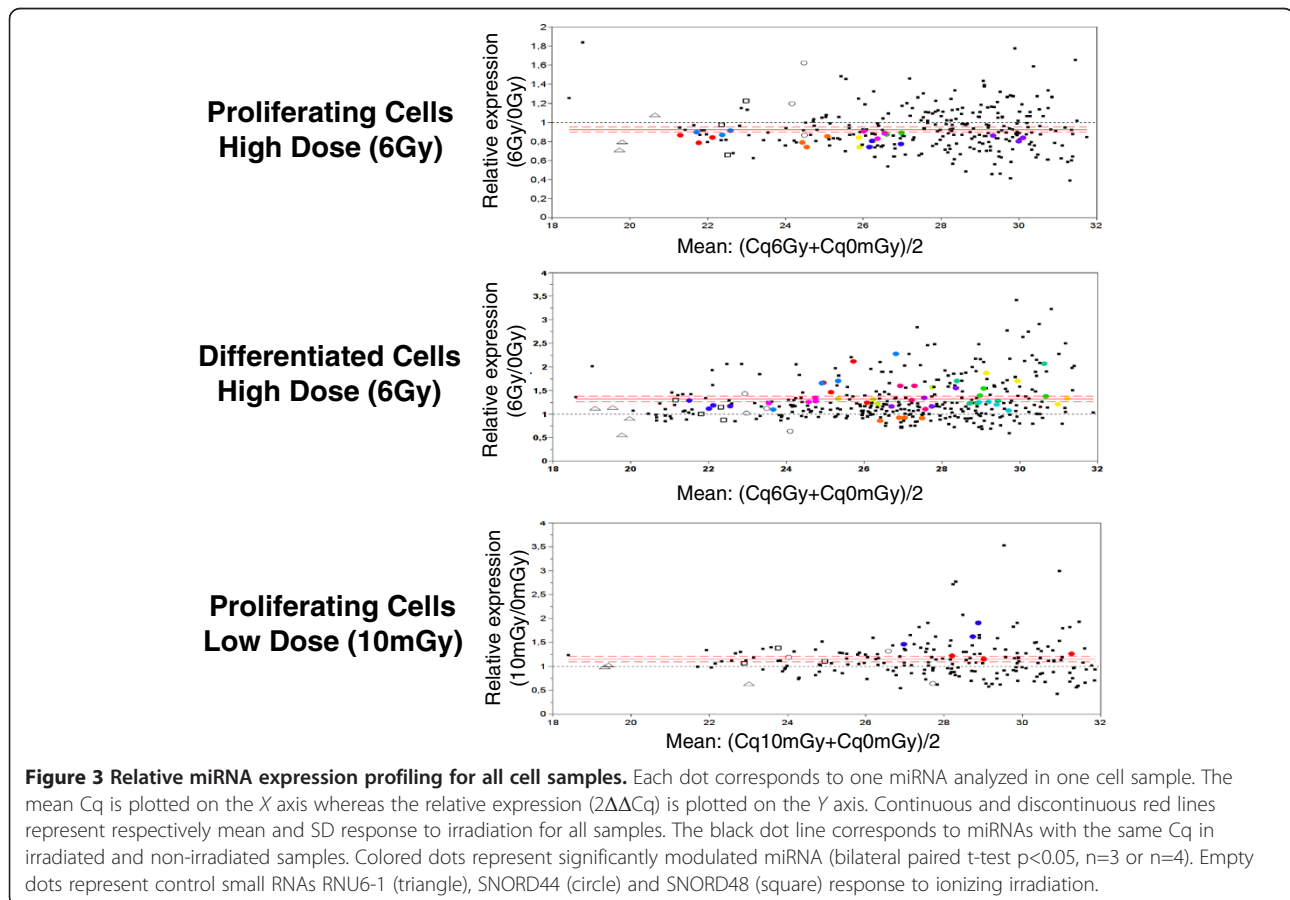 Proliferating Cells
High Dose (6Gy)
Relative expression
(6Gy/0Gy)
2
1,8
1,6
1,4
1,2
1
0,8
0,6
0,4
0,2
0
18 20 22 24 26 28 30 32
Mean: (Cq6Gy+Cq0mGy)/2
Differentiated Cells
High Dose (6Gy)
Relative expression
(6Gy/0Gy)
4
3,5
3
2,5
2
1,5
1
0,5
0
18 20 22 24 26 28 30 32
Mean: (Cq6Gy+Cq0mGy)/2
Proliferating Cells
Low Dose (10mGy)
Relative expression
(10mGy/0mGy)
4
3,5
3
2,5
2
1,5
1
0,5
0
18 20 22 24 26 28 30 32
Mean: (Cq10mGy+Cq0mGy)/2
Figure 3 Relative miRNA expression profiling for all cell samples. Each dot corresponds to one miRNA analyzed in one cell sample. The
mean Cq is plotted on the X axis whereas the relative expression (2ΔΔCq) is plotted on the Y axis. Continuous and discontinuous red lines
represent respectively mean and SD response to irradiation for all samples. The black dot line corresponds to miRNAs with the same Cq in
irradiated and non-irradiated samples. Colored dots represent significantly modulated miRNA (bilateral paired t-test p<0.05, n=3 or n=4). Empty
dots represent control small RNAs RNU6-1 (triangle), SNORD44 (circle) and SNORD48 (square) response to ionizing irradiation.